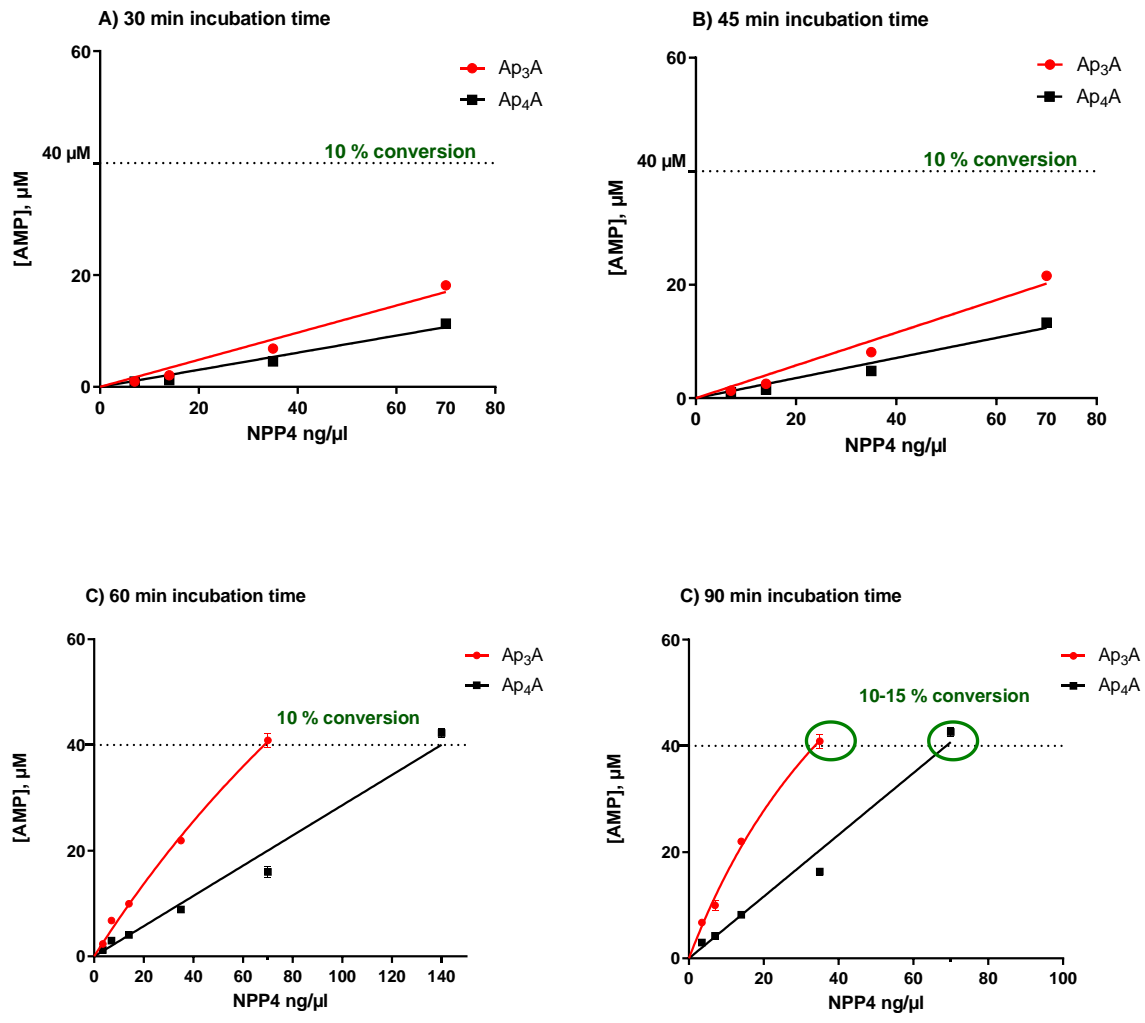 A) 30 min incubation time
60
40 µM
20
0
[AMP], µM
Ap₃A
Ap₄A
10 % conversion
0 20 40 60 80
NPP4 ng/µl
B) 45 min incubation time
60
40 µM
20
0
[AMP], µM
Ap₃A
Ap₄A
10 % conversion
0 20 40 60 80
NPP4 ng/µl
C) 60 min incubation time
60
40
20
0
[AMP], µM
Ap₃A
Ap₄A
10 % conversion
0 20 40 60 80 100 120 140
NPP4 ng/µl
C) 90 min incubation time
60
40
20
0
[AMP], µM
Ap₃A
Ap₄A
10-15 % conversion
0 20 40 60 80 100
NPP4 ng/µl